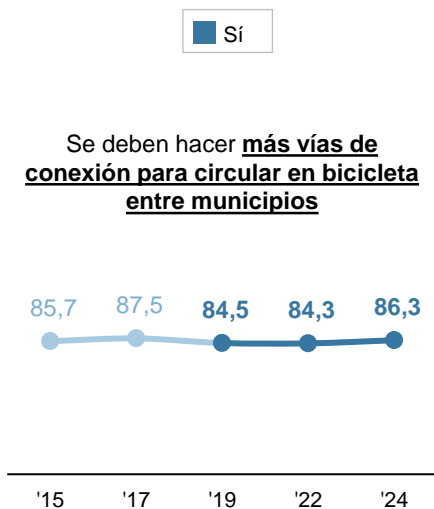 Sí
Se deben hacer más vías de
conexión para circular en bicicleta
entre municipios
85,7 87,5 84,5 84,3 86,3
'15 '17 '19 '22 '24